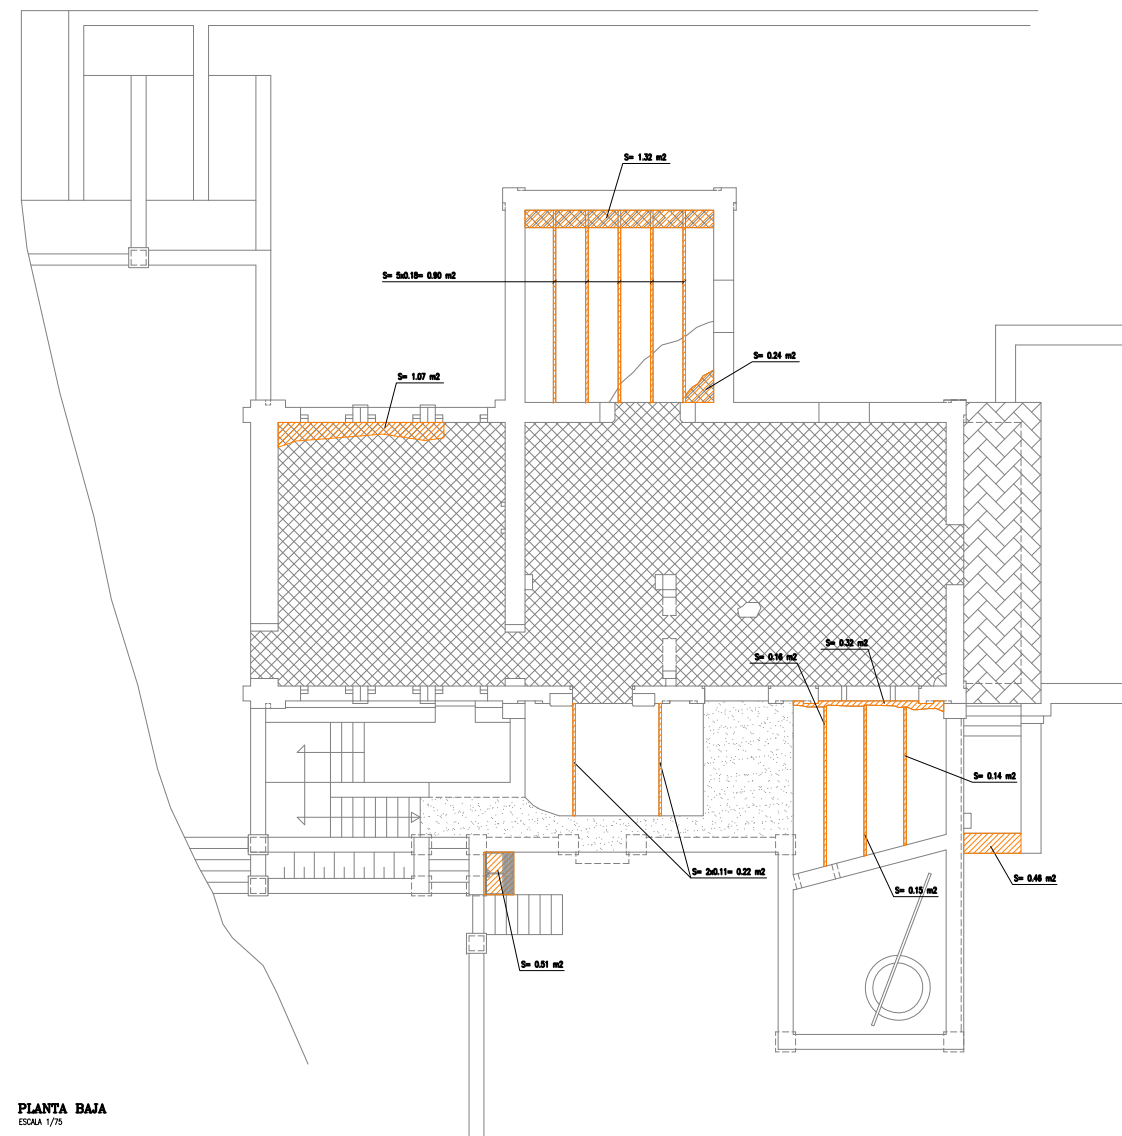 S= 1.32 m2
S= 5x0.18= 0.90 m2
S= 0.24 m2
S= 1.07 m2
S= 0.32 m2
S= 0.16 m2
S= 0.14 m2
S= 2x0.11= 0.22 m2
S= 0.46 m2
S= 0.15 m2
S= 0.51 m2
PLANTA BAJA
ESCALA 1/75